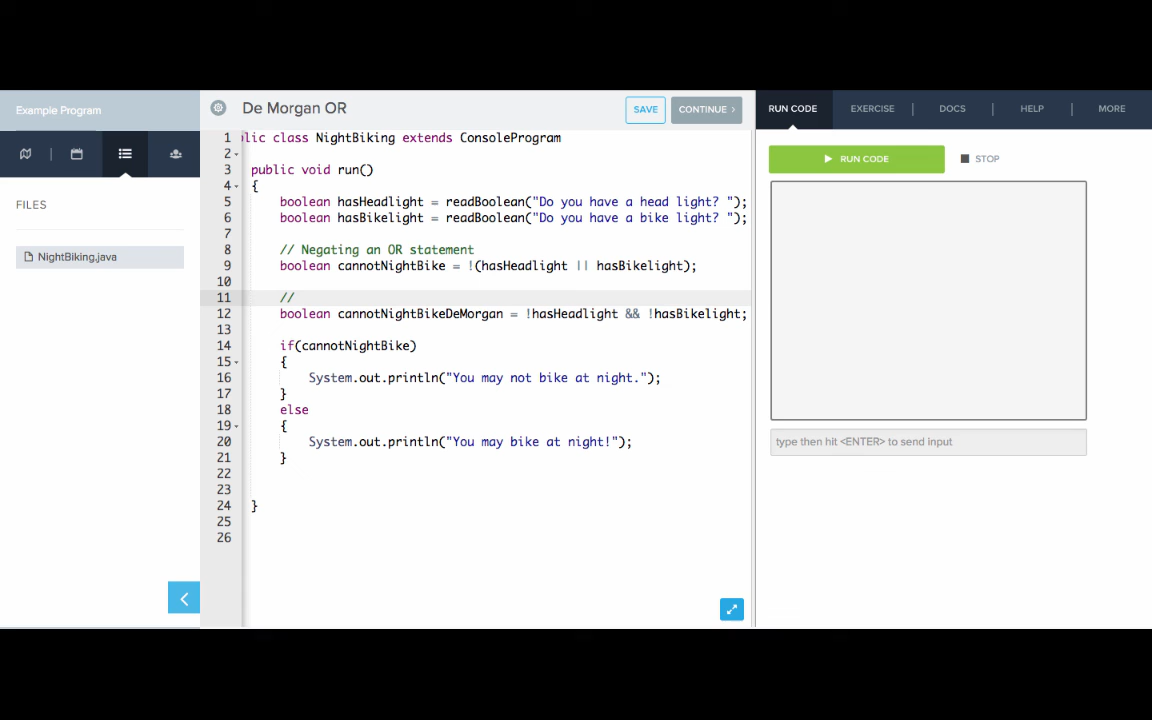 Example Program
FILES
NightBiking.java
De Morgan OR
SAVE
CONTINUE >
1 lic class NightBiking extends ConsoleProgram
2
3 public void run()
4 {
5 boolean hasHeadlight = readBoolean("Do you have a head light? ");
6 boolean hasBikelight = readBoolean("Do you have a bike light? ");
7
8 // Negating an OR statement
9 boolean cannotNightBike = !(hasHeadlight || hasBikelight);
10
11 //
12 boolean cannotNightBikeDeMorgan = !hasHeadlight && !hasBikelight;
13
14 if(cannotNightBike)
15 {
16 System.out.println("You may not bike at night.");
17 }
18 else
19 {
20 System.out.println("You may bike at night!");
21 }
22
23
24 }
25
26
RUN CODE
EXERCISE
DOCS
HELP
MORE
RUN CODE
STOP
type then hit <ENTER> to send input